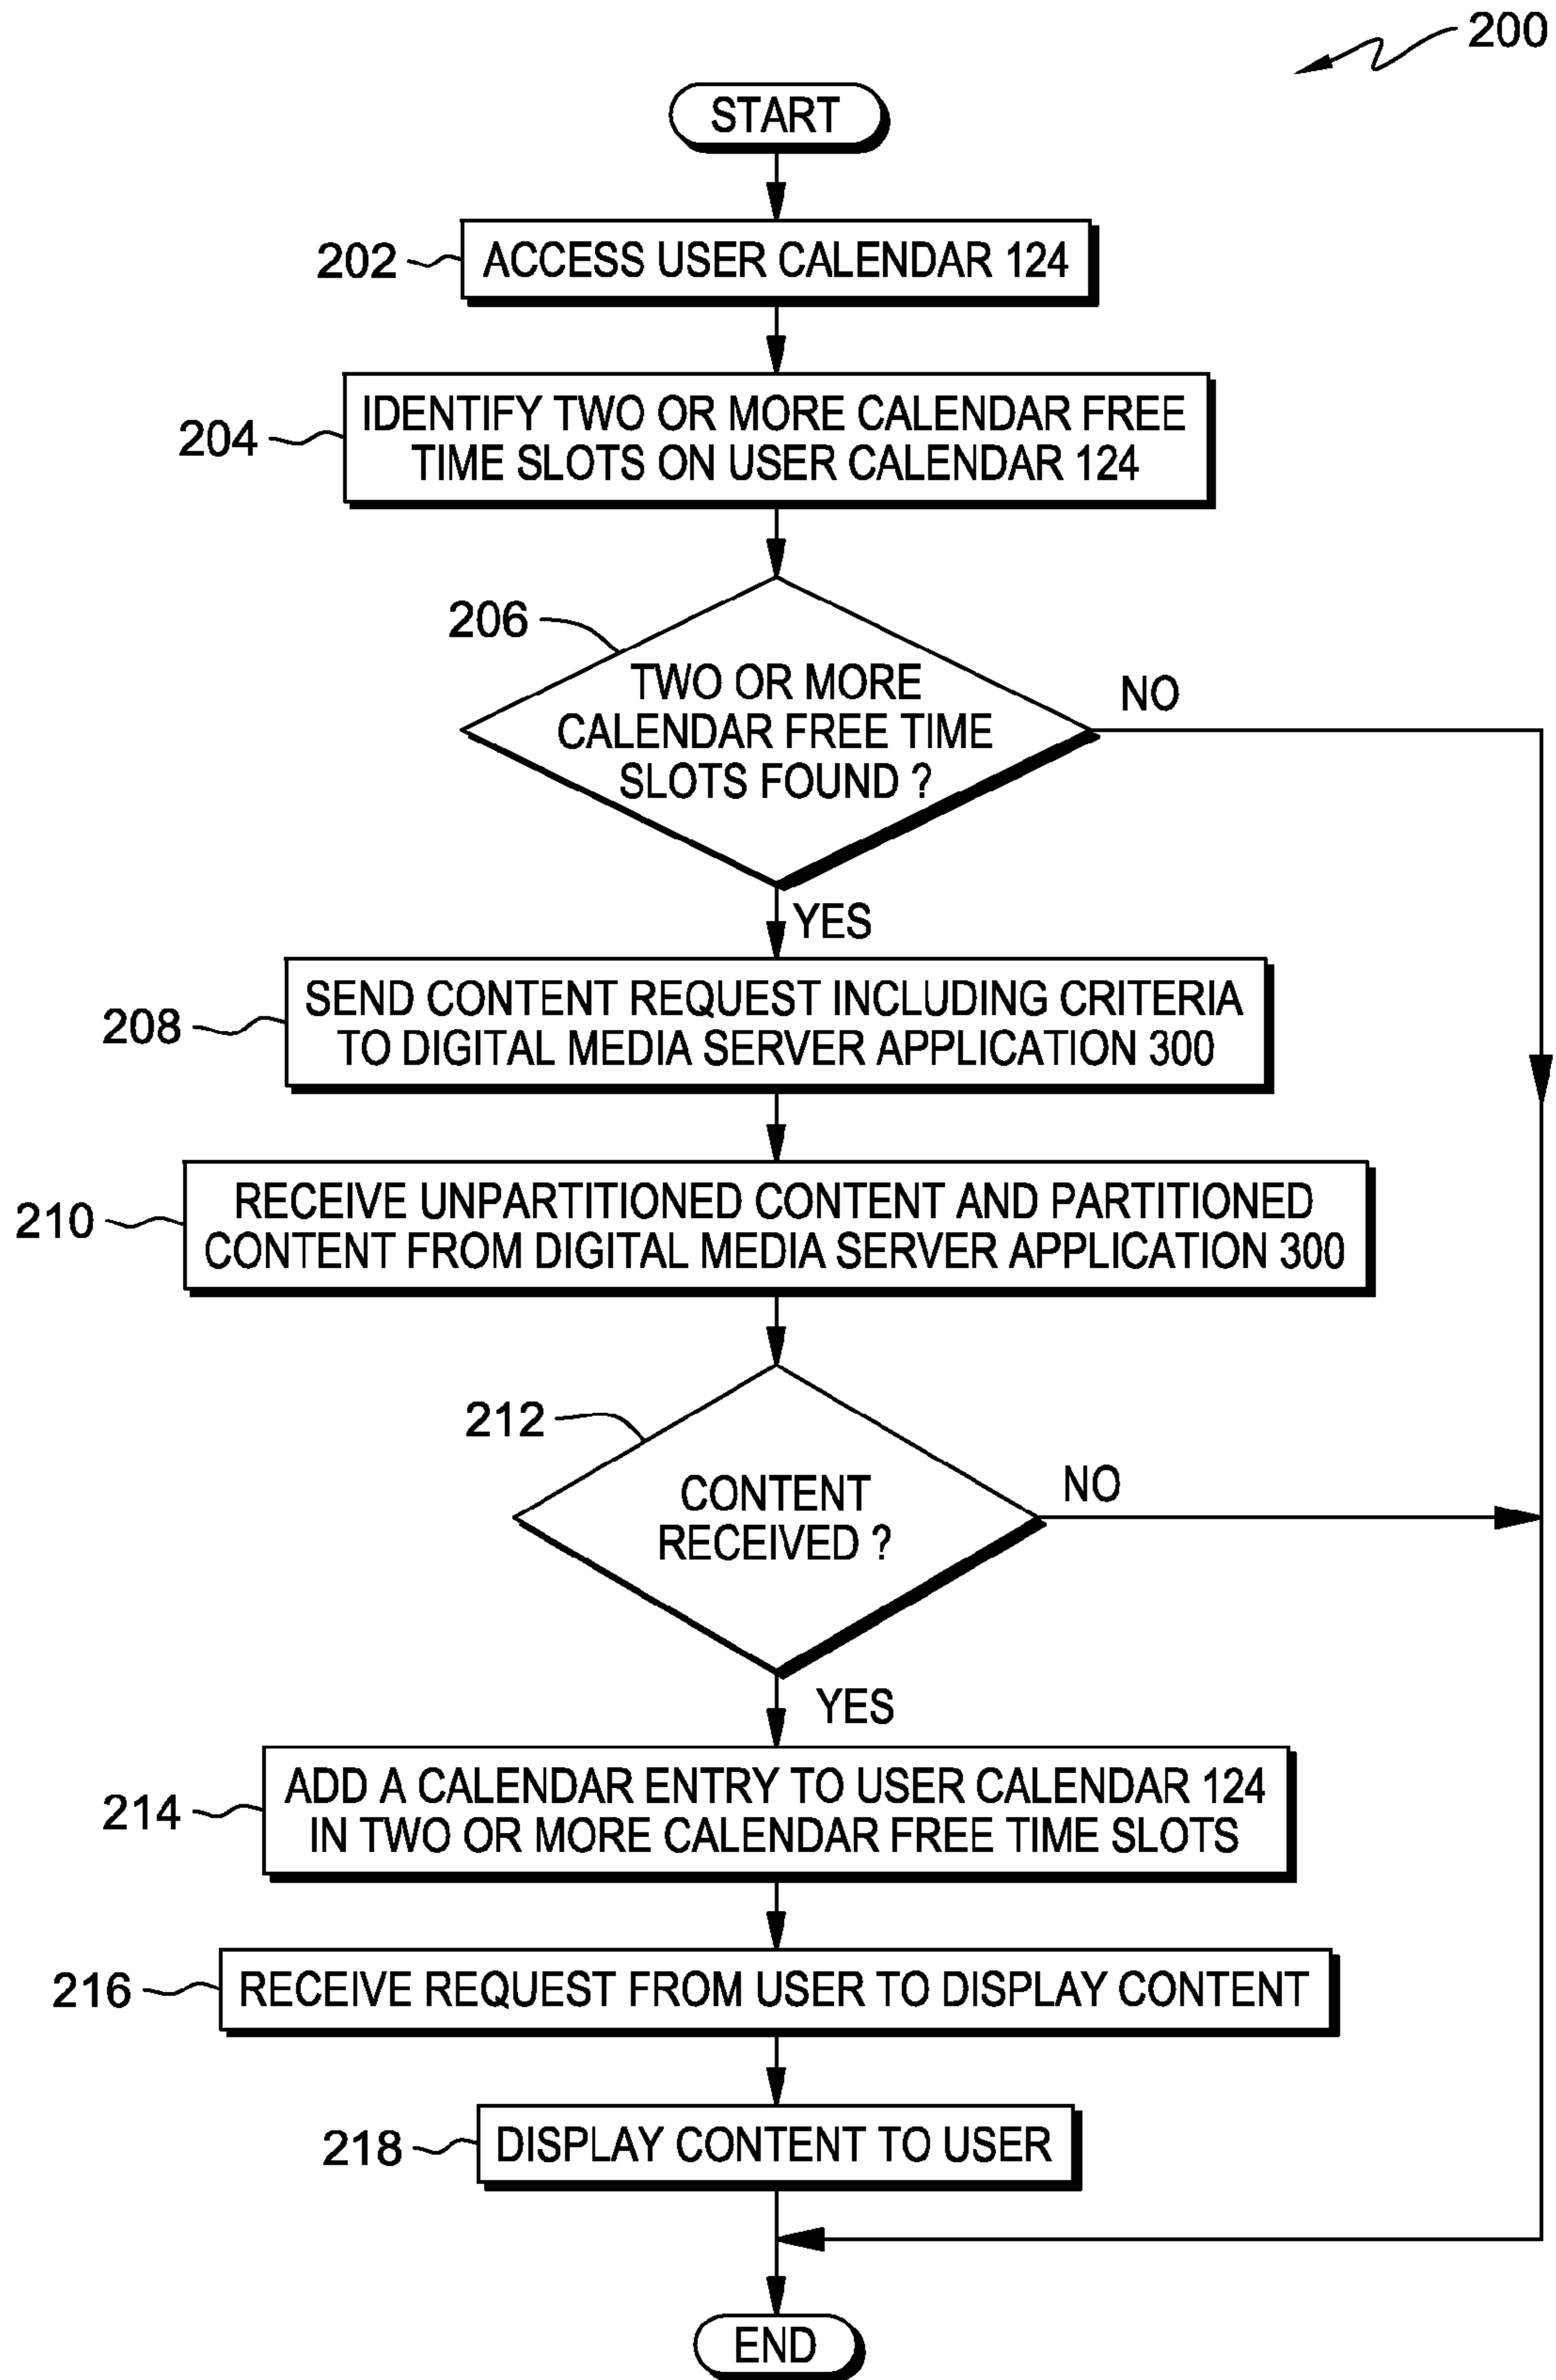 200
START
202
ACCESS USER CALENDAR 124
204
IDENTIFY TWO OR MORE CALENDAR FREE
TIME SLOTS ON USER CALENDAR 124
206
TWO OR MORE
CALENDAR FREE TIME
SLOTS FOUND ?
NO
YES
208
SEND CONTENT REQUEST INCLUDING CRITERIA
TO DIGITAL MEDIA SERVER APPLICATION 300
210
RECEIVE UNPARTITIONED CONTENT AND PARTITIONED
CONTENT FROM DIGITAL MEDIA SERVER APPLICATION 300
212
CONTENT
RECEIVED ?
NO
YES
214
ADD A CALENDAR ENTRY TO USER CALENDAR 124
IN TWO OR MORE CALENDAR FREE TIME SLOTS
216
RECEIVE REQUEST FROM USER TO DISPLAY CONTENT
218
DISPLAY CONTENT TO USER
END